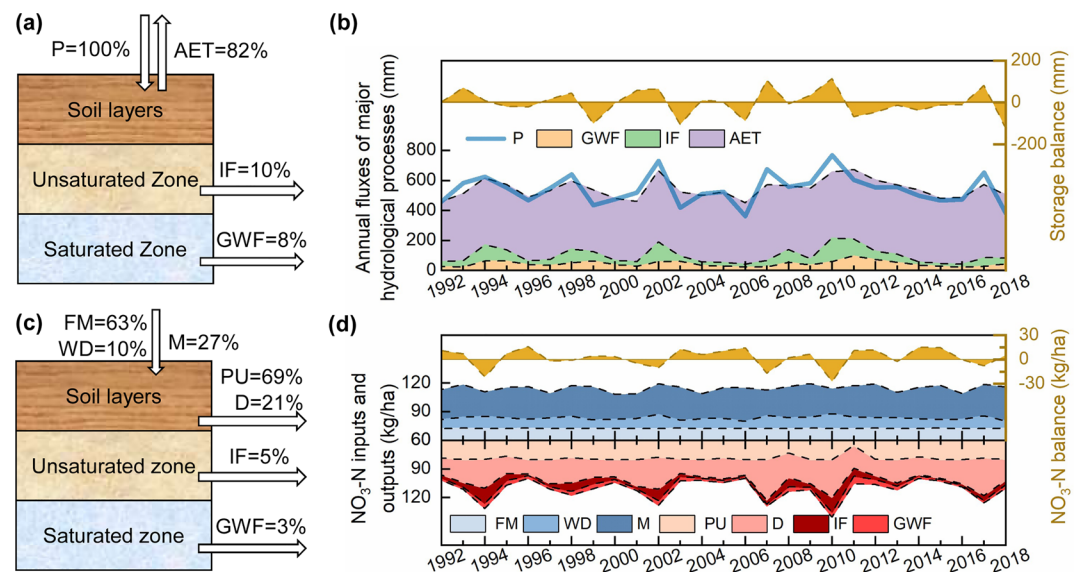 (a)
P=100%
AET=82%
Soil layers
Unsaturated Zone
IF=10%
Saturated Zone
GWF=8%
(b)
Annual fluxes of major
hydrological processes (mm)
800
600
400
200
0
200
0
-200
Storage balance (mm)
P
GWF
IF
AET
1992
1994
1996
1998
2000
2002
2004
2006
2008
2010
2012
2014
2016
2018
(c)
FM=63%
WD=10%
M=27%
Soil layers
PU=69%
D=21%
Unsaturated zone
IF=5%
Saturated zone
GWF=3%
(d)
NO3-N inputs and
outputs (kg/ha)
120
90
60
90
120
30
0
-30
NO3-N balance (kg/ha)
FM
WD
M
PU
D
IF
GWF
1992
1994
1996
1998
2000
2002
2004
2006
2008
2010
2012
2014
2016
2018